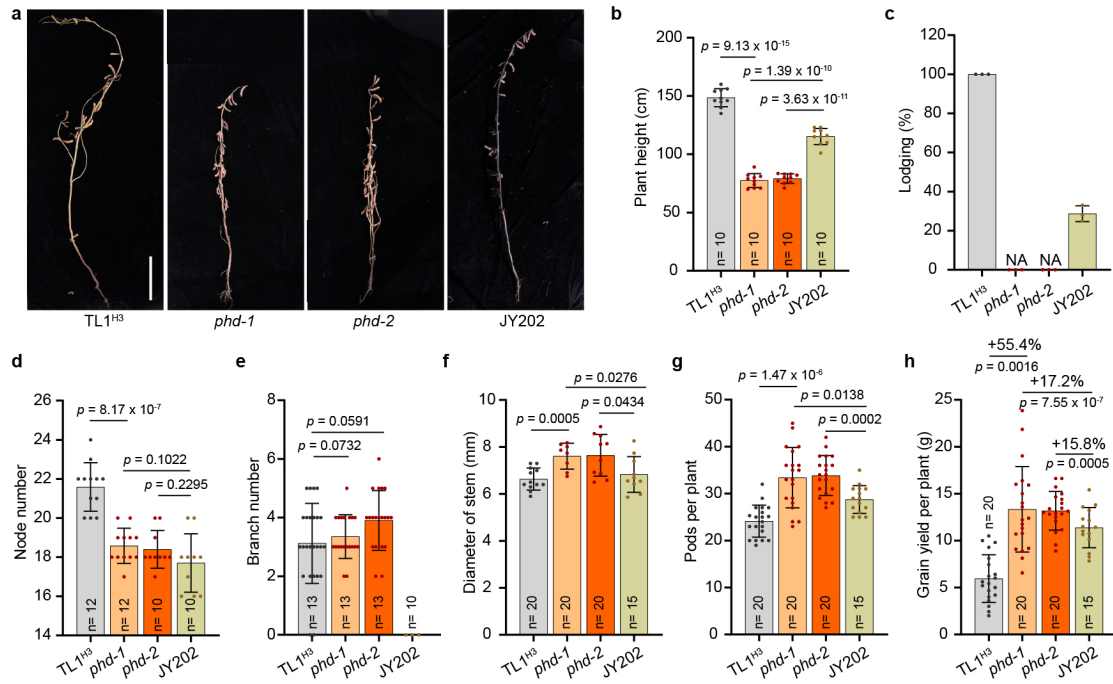 a
TL1ᴴ³
phd-1
phd-2
JY202
b
Plant height (cm)
200
150
100
50
0
p = 9.13 x 10⁻¹⁵
p = 1.39 x 10⁻¹⁰
p = 3.63 x 10⁻¹¹
n= 10
n= 10
n= 10
n= 10
TL1ᴴ³
phd-1
phd-2
JY202
c
Lodging (%)
120
100
80
60
40
20
0
NA
NA
TL1ᴴ³
phd-1
phd-2
JY202
d
Node number
26
24
22
20
18
16
14
p = 8.17 x 10⁻⁷
p = 0.1022
p = 0.2295
n= 12
n= 12
n= 10
n= 10
TL1ᴴ³
phd-1
phd-2
JY202
e
Branch number
8
6
4
2
0
p = 0.0591
p = 0.0732
n= 13
n= 13
n= 13
n= 10
TL1ᴴ³
phd-1
phd-2
JY202
f
Diameter of stem (mm)
10
8
6
4
2
0
p = 0.0276
p = 0.0434
p = 0.0005
n= 20
n= 20
n= 20
n= 15
TL1ᴴ³
phd-1
phd-2
JY202
g
Pods per plant
50
40
30
20
10
0
p = 1.47 x 10⁻⁶
p = 0.0138
p = 0.0002
n= 20
n= 20
n= 20
n= 15
TL1ᴴ³
phd-1
phd-2
JY202
h
Grain yield per plant (g)
25
20
15
10
5
0
+55.4%
p = 0.0016
+17.2%
p = 7.55 x 10⁻⁷
+15.8%
p = 0.0005
n= 20
n= 20
n= 20
n= 15
TL1ᴴ³
phd-1
phd-2
JY202